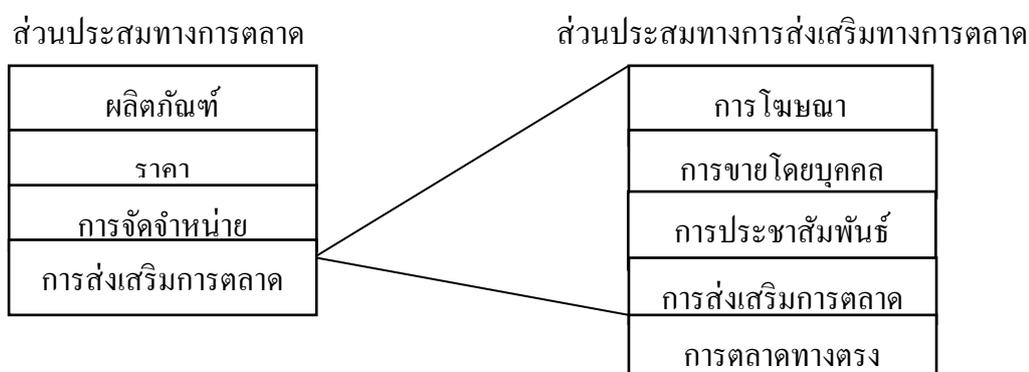 ส่วนประสมทางการตลาด
ผลิตภัณฑ์
ราคา
การจัดจำหน่าย
การส่งเสริมการตลาด
ส่วนประสมทางการส่งเสริมทางการตลาด
การโฆษณา
การขายโดยบุคคล
การประชาสัมพันธ์
การส่งเสริมการตลาด
การตลาดทางตรง